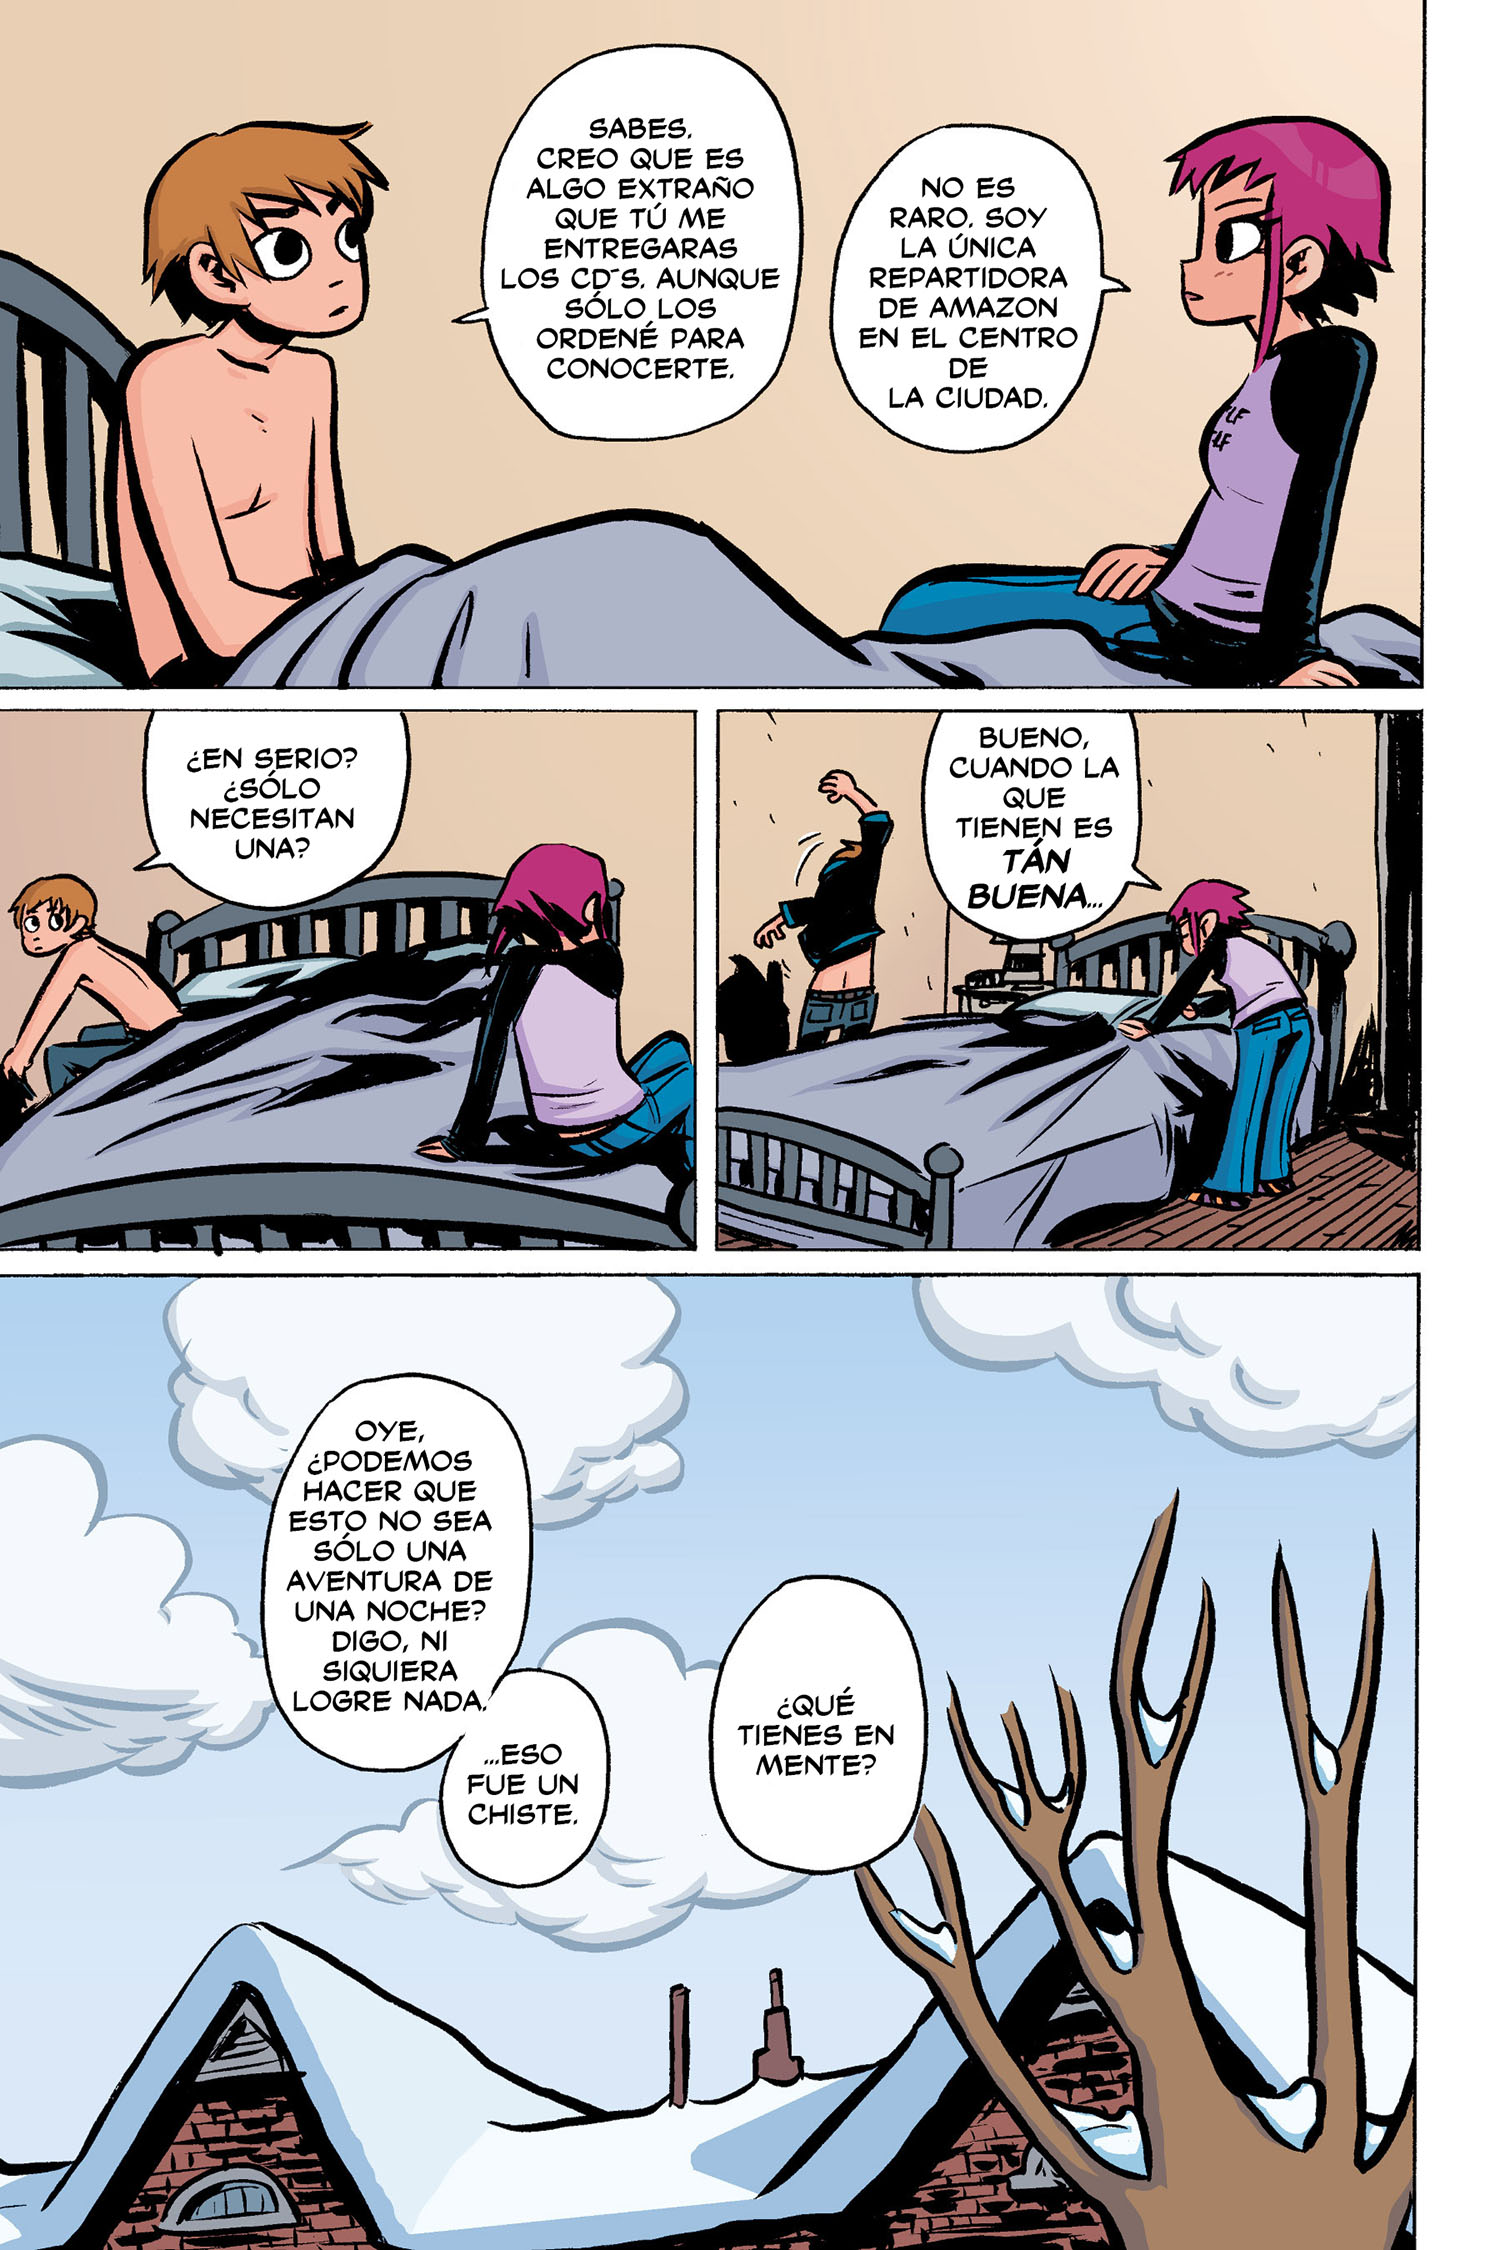 SABES.
CREO QUE ES
ALGO EXTRAÑO
QUE TÚ ME
ENTREGARAS
LOS CD´S. AUNQUE
SÓLO LOS
ORDENÉ PARA
CONOCERTE.
NO ES
RARO. SOY
LA ÚNICA
REPARTIDORA
DE AMAZON
EN EL CENTRO
DE
LA CIUDAD.
¿EN SERIO?
¿SÓLO
NECESITAN
UNA?
BUENO,
CUANDO LA
QUE
TIENEN ES
TÁN
BUENA...
OYE,
¿PODEMOS
HACER QUE
ESTO NO SEA
SÓLO UNA
AVENTURA DE
UNA NOCHE?
DIGO, NI
SIQUIERA
LOGRE NADA.
...ESO
FUE UN
CHISTE.
¿QUÉ
TIENES EN
MENTE?